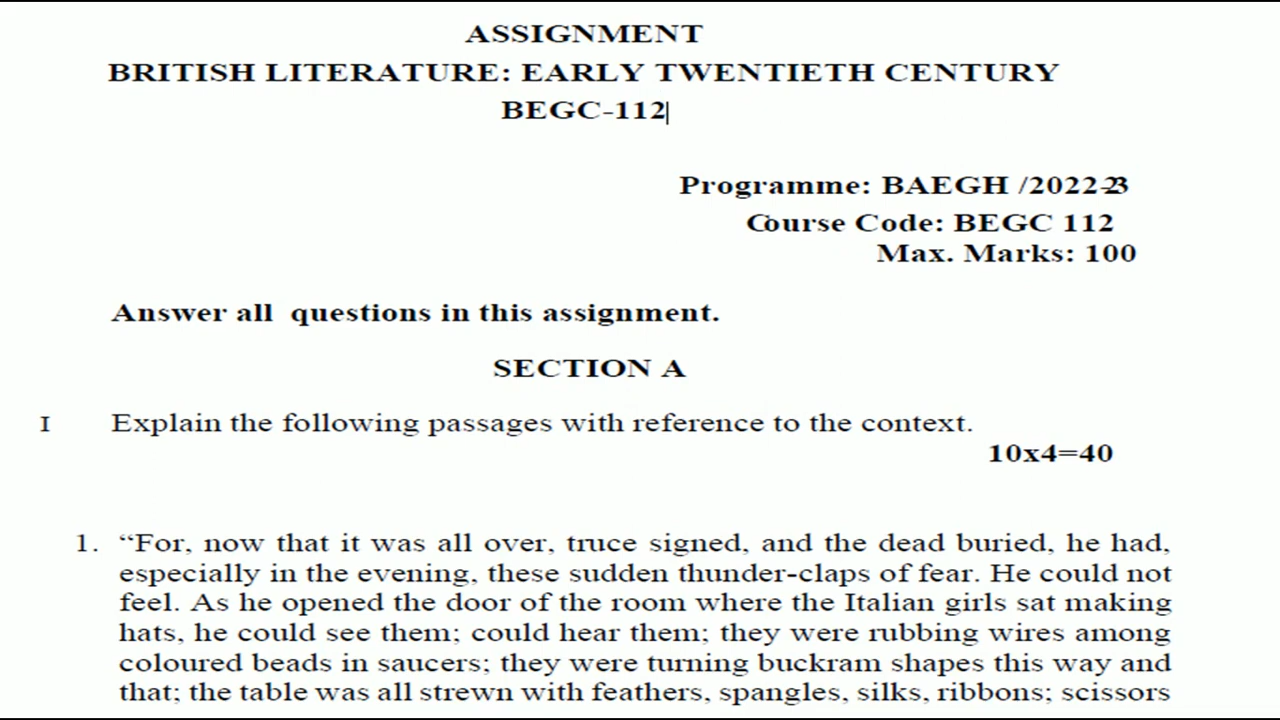 ASSIGNMENT
BRITISH LITERATURE: EARLY TWENTIETH CENTURY
BEGC-112
Programme: BAEGH /2022-23
Course Code: BEGC 112
Max. Marks: 100
Answer all questions in this assignment.
SECTION A
I Explain the following passages with reference to the context.
10x4=40
1. “For, now that it was all over, truce signed, and the dead buried, he had,
especially in the evening, these sudden thunder-claps of fear. He could not
feel. As he opened the door of the room where the Italian girls sat making
hats, he could see them; could hear them; they were rubbing wires among
coloured beads in saucers; they were turning buckram shapes this way and
that; the table was all strewn with feathers, spangles, silks, ribbons; scissors